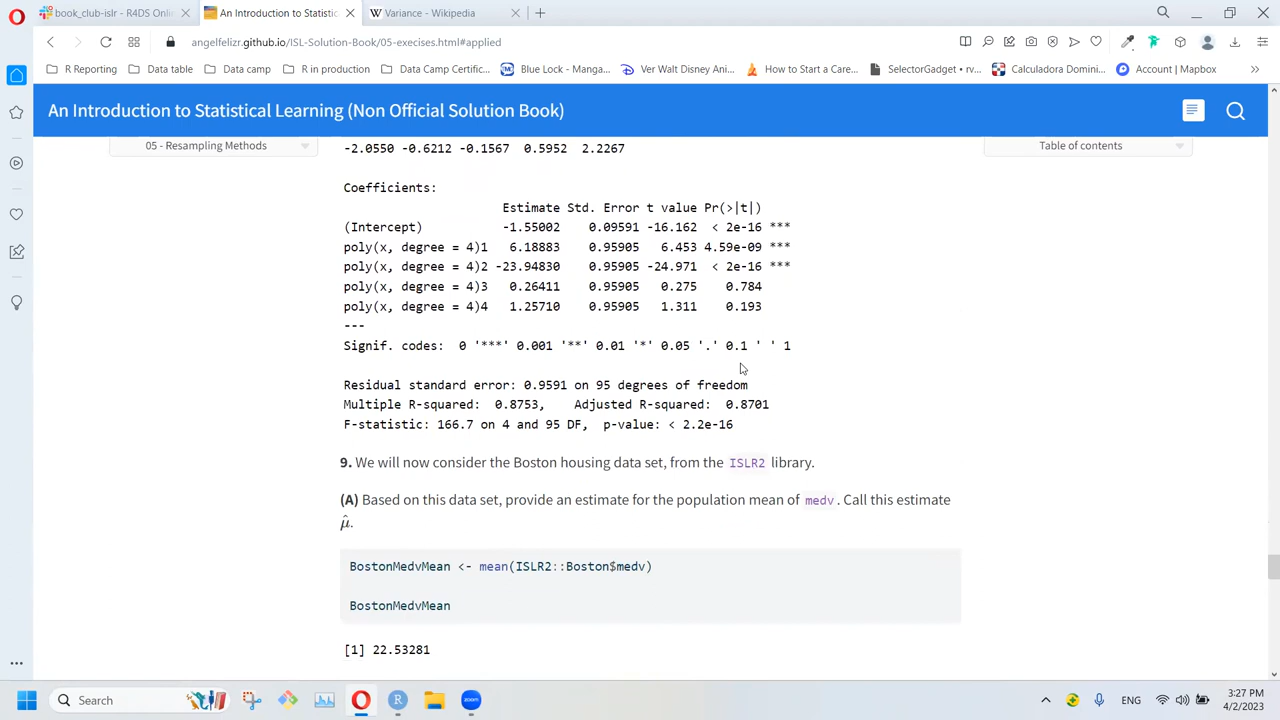 book_club-islr - R4DS Onli
An Introduction to Statistic
Variance - Wikipedia
angelfelizr.github.io/ISL-Solution-Book/05-execises.html#applied
R Reporting
Data table
Data camp
R in production
Data Camp Certific...
Blue Lock - Manga...
Ver Walt Disney Ani...
How to Start a Care...
SelectorGadget • rv...
Calculadora Domini...
Account | Mapbox
An Introduction to Statistical Learning (Non Official Solution Book)
05 - Resampling Methods
Table of contents
-2.0550 -0.6212 -0.1567 0.5952 2.2267
Coefficients:
Estimate Std. Error t value Pr(>|t|)
(Intercept) -1.55002 0.09591 -16.162 < 2e-16 ***
poly(x, degree = 4)1 6.18883 0.95905 6.453 4.59e-09 ***
poly(x, degree = 4)2 -23.94830 0.95905 -24.971 < 2e-16 ***
poly(x, degree = 4)3 0.26411 0.95905 0.275 0.784
poly(x, degree = 4)4 1.25710 0.95905 1.311 0.193
---
Signif. codes: 0 '***' 0.001 '**' 0.01 '*' 0.05 '.' 0.1 ' ' 1
Residual standard error: 0.9591 on 95 degrees of freedom
Multiple R-squared: 0.8753, Adjusted R-squared: 0.8701
F-statistic: 166.7 on 4 and 95 DF, p-value: < 2.2e-16
9. We will now consider the Boston housing data set, from the ISLR2 library.
(A) Based on this data set, provide an estimate for the population mean of medv. Call this estimate
μ̂.
BostonMedvMean <- mean(ISLR2::Boston$medv)
BostonMedvMean
[1] 22.53281
Search
zoom
ENG
3:27 PM
4/2/2023